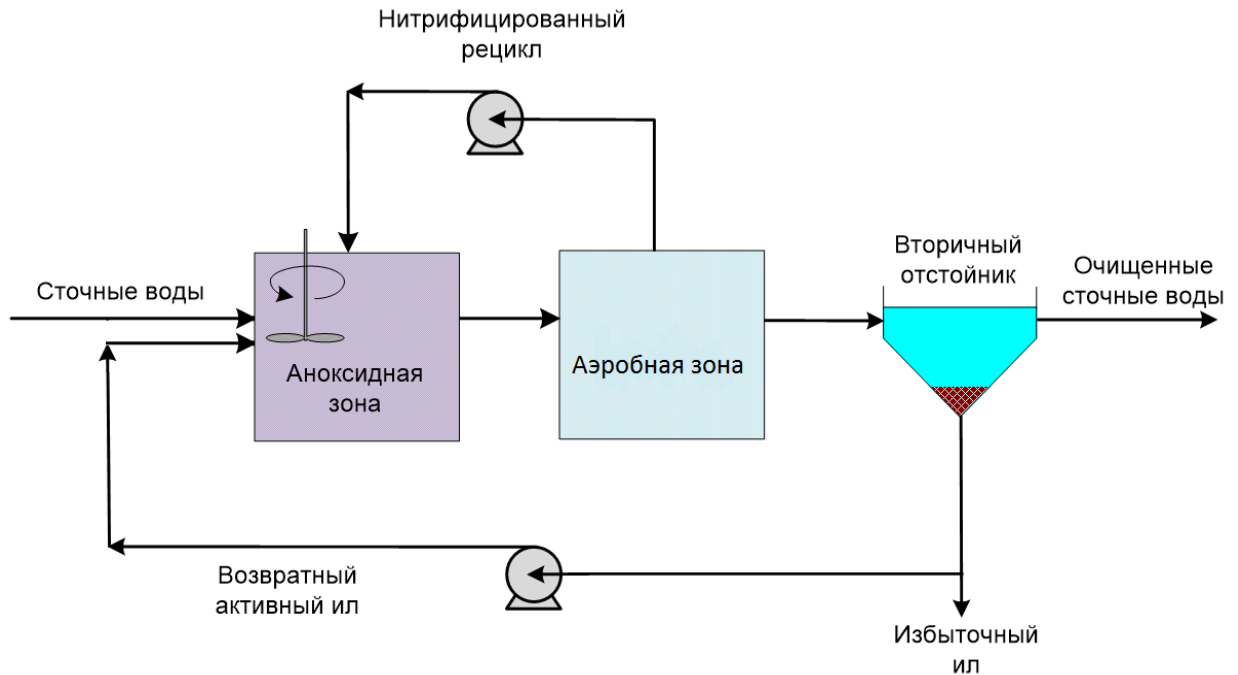 Нитрифицированный
рецикл
Вторичный
отстойник
Очищенные
сточные воды
Сточные воды
Аноксидная
зона
Аэробная зона
Возвратный
активный ил
Избыточный
ил